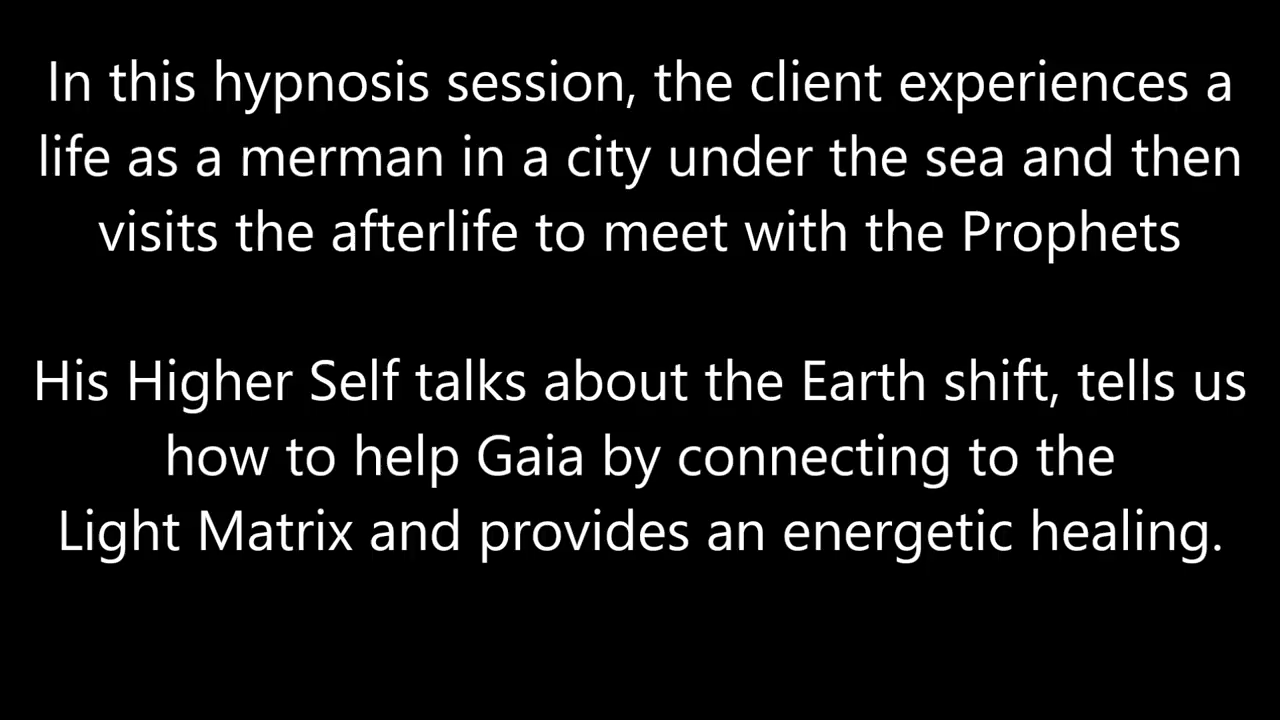 In this hypnosis session, the client experiences a
life as a merman in a city under the sea and then
visits the afterlife to meet with the Prophets
His Higher Self talks about the Earth shift, tells us
how to help Gaia by connecting to the
Light Matrix and provides an energetic healing.